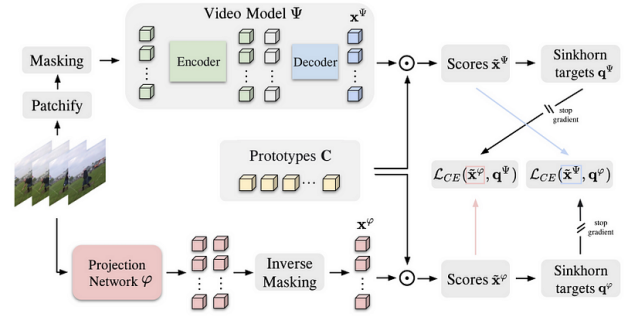 Video Model Ψ
x^Ψ
Masking
Encoder
Decoder
Scores x̃^Ψ
Sinkhorn
targets q^Ψ
Patchify
stop
gradient
Prototypes C
L_CE(x̃^φ, q^Ψ)
L_CE(x̃^Ψ, q^φ)
stop
gradient
x^φ
Projection
Network φ
Inverse
Masking
Scores x̃^φ
Sinkhorn
targets q^φ